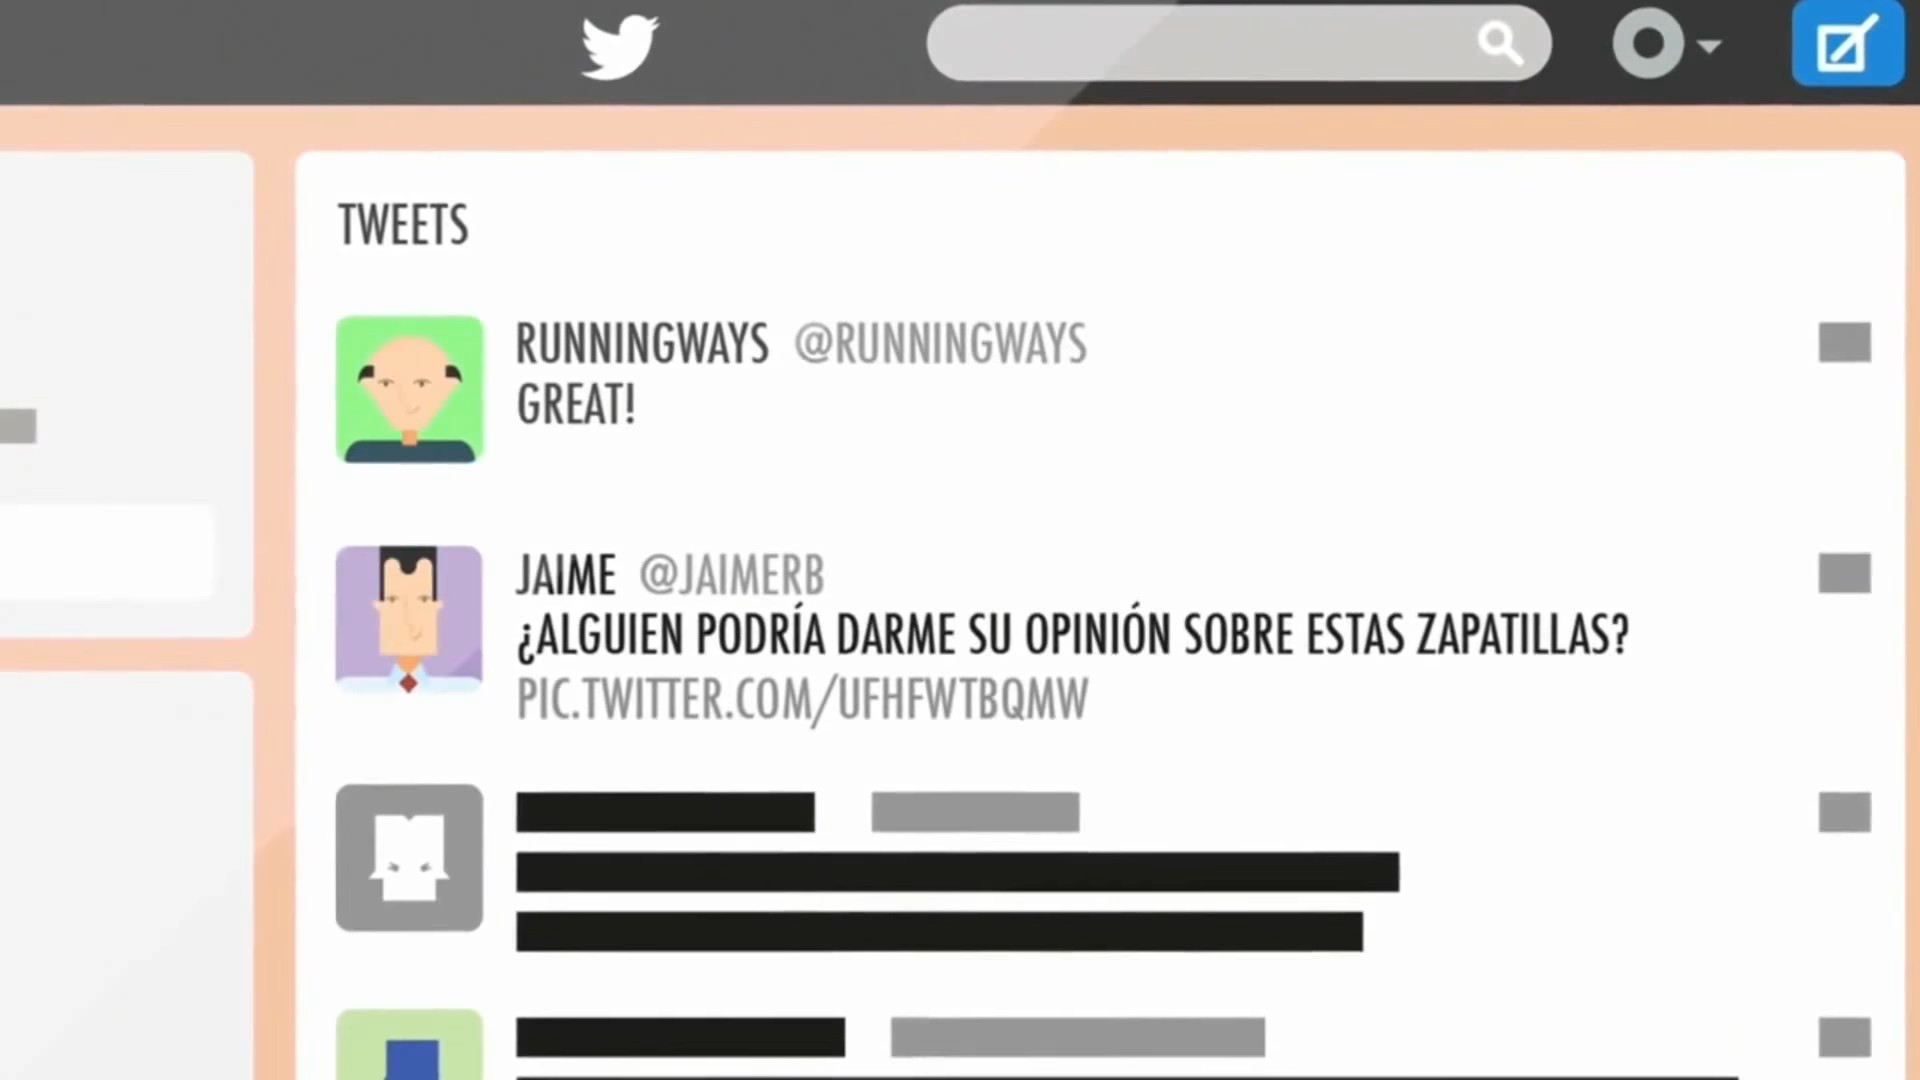 TWEETS
RUNNINGWAYS @RUNNINGWAYS
GREAT!
JAIME @JAIMERB
¿ALGUIEN PODRÍA DARME SU OPINIÓN SOBRE ESTAS ZAPATILLAS?
PIC.TWITTER.COM/UFHFWTBQMW